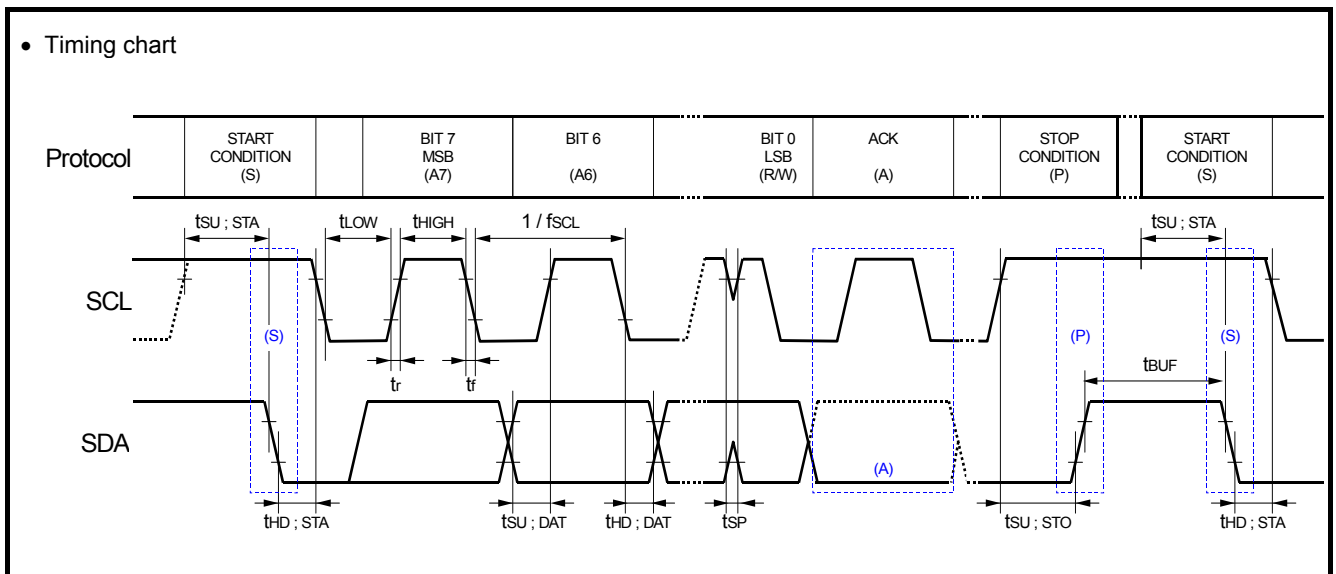 • Timing chart
Protocol
START
CONDITION
(S)
BIT 7
MSB
(A7)
BIT 6
(A6)
BIT 0
LSB
(R/W)
ACK
(A)
STOP
CONDITION
(P)
START
CONDITION
(S)
tSU ; STA
tLOW
tHIGH
1 / fSCL
tSU ; STA
SCL
(S)
(P)
(S)
tr
tf
tBUF
SDA
(A)
tHD ; STA
tSU ; DAT
tHD ; DAT
tSP
tSU ; STO
tHD ; STA